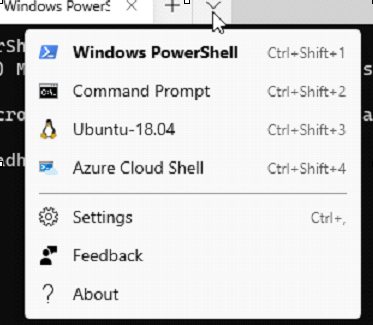 Windows PowerS
Windows PowerShell Ctrl+Shift+1
Command Prompt Ctrl+Shift+2
Ubuntu-18.04 Ctrl+Shift+3
Azure Cloud Shell Ctrl+Shift+4
Settings Ctrl+,
Feedback
About